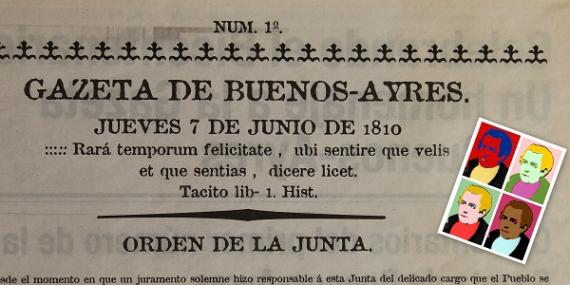 NUM. 1º.
GAZETA DE BUENOS-AYRES.
JUEVES 7 DE JUNIO DE 1810
::::: Rará temporum felicitate , ubi sentire que velis
et que sentias , dicere licet.
Tacito lib- 1. Hist.
ORDEN DE LA JUNTA.
sde el momento en que un juramento solemne hizo responsable á esta Junta del delicado cargo que el Pueblo se